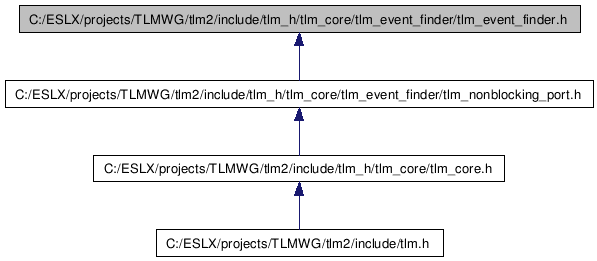 C:/ESLX/projects/TLMWG/tlm2/include/tlm_h/tlm_core/tlm_event_finder/tlm_event_finder.h
C:/ESLX/projects/TLMWG/tlm2/include/tlm_h/tlm_core/tlm_event_finder/tlm_nonblocking_port.h
C:/ESLX/projects/TLMWG/tlm2/include/tlm_h/tlm_core/tlm_core.h
C:/ESLX/projects/TLMWG/tlm2/include/tlm.h